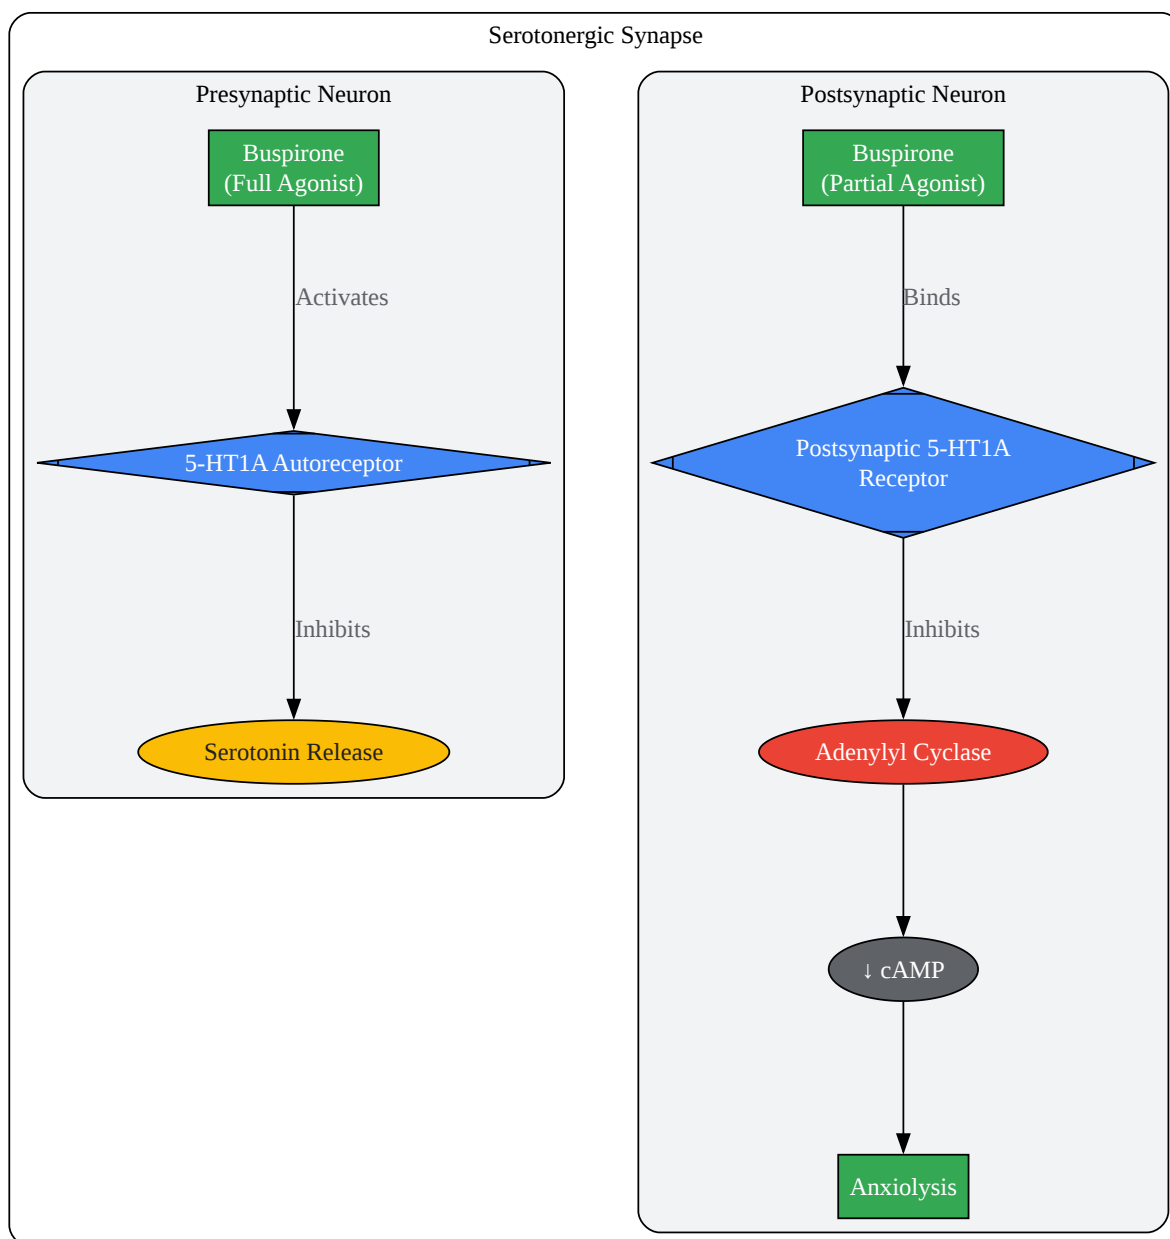 Serotonergic Synapse
Presynaptic Neuron
Buspirone
(Full Agonist)
Activates
5-HT1A Autoreceptor
Inhibits
Serotonin Release
Postsynaptic Neuron
Buspirone
(Partial Agonist)
Binds
Postsynaptic 5-HT1A
Receptor
Inhibits
Adenylyl Cyclase
↓ cAMP
Anxiolysis